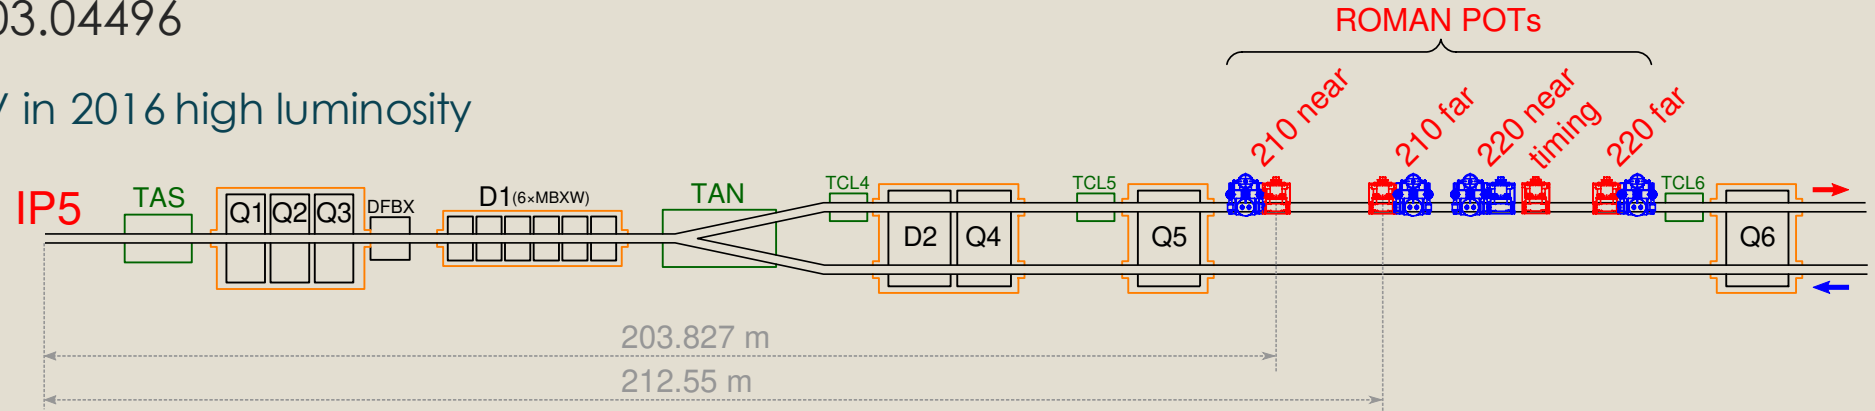 03.04496
ROMAN POTs
V in 2016 high luminosity
210 near
210 far
220 near
timing
220 far
IP5
TAS
Q1 Q2 Q3
DFBX
D1(6×MBXW)
TAN
TCL4
D2 Q4
TCL5
Q5
TCL6
Q6
203.827 m
212.55 m